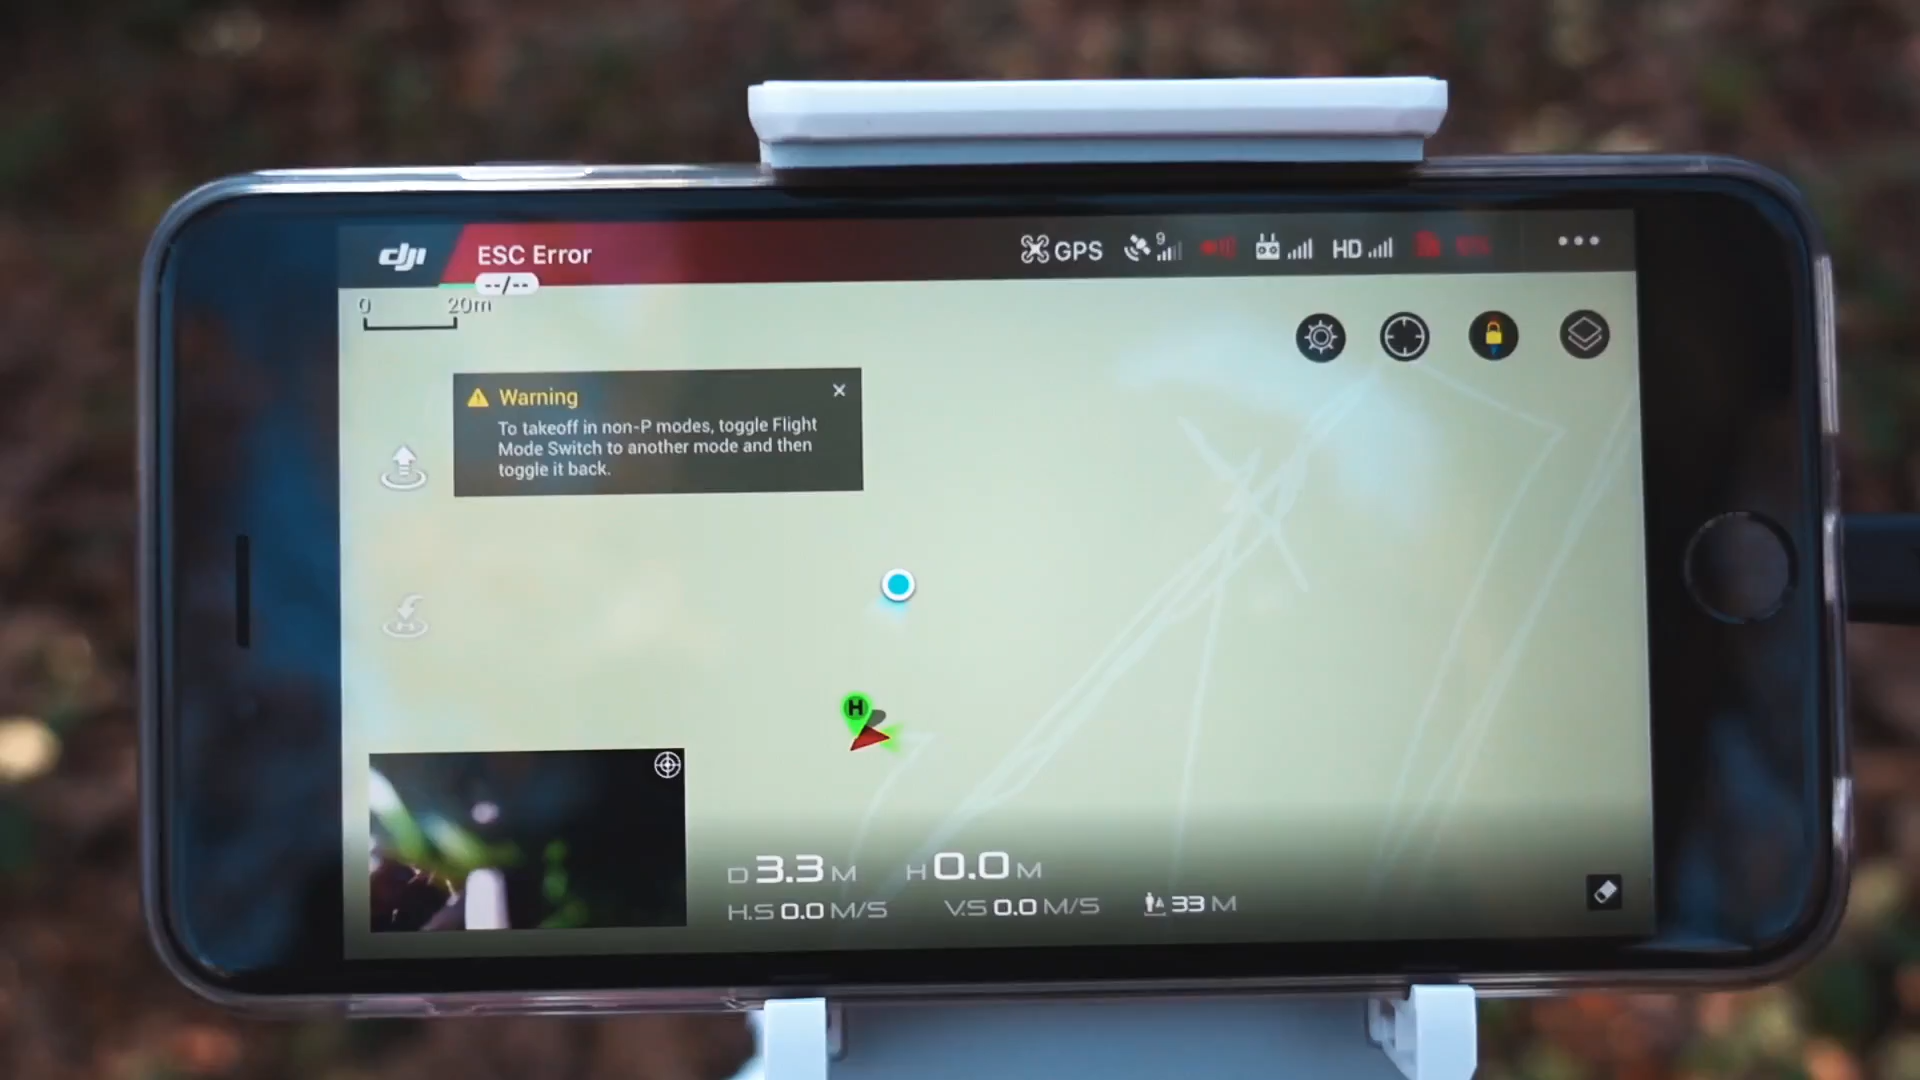 dji
ESC Error
GPS
9
HD
--/--
0 20m
Warning
To takeoff in non-P modes, toggle Flight
Mode Switch to another mode and then
toggle it back.
H
D 3.3 M H 0.0 M
H.S 0.0 M/S V.S 0.0 M/S 33 M